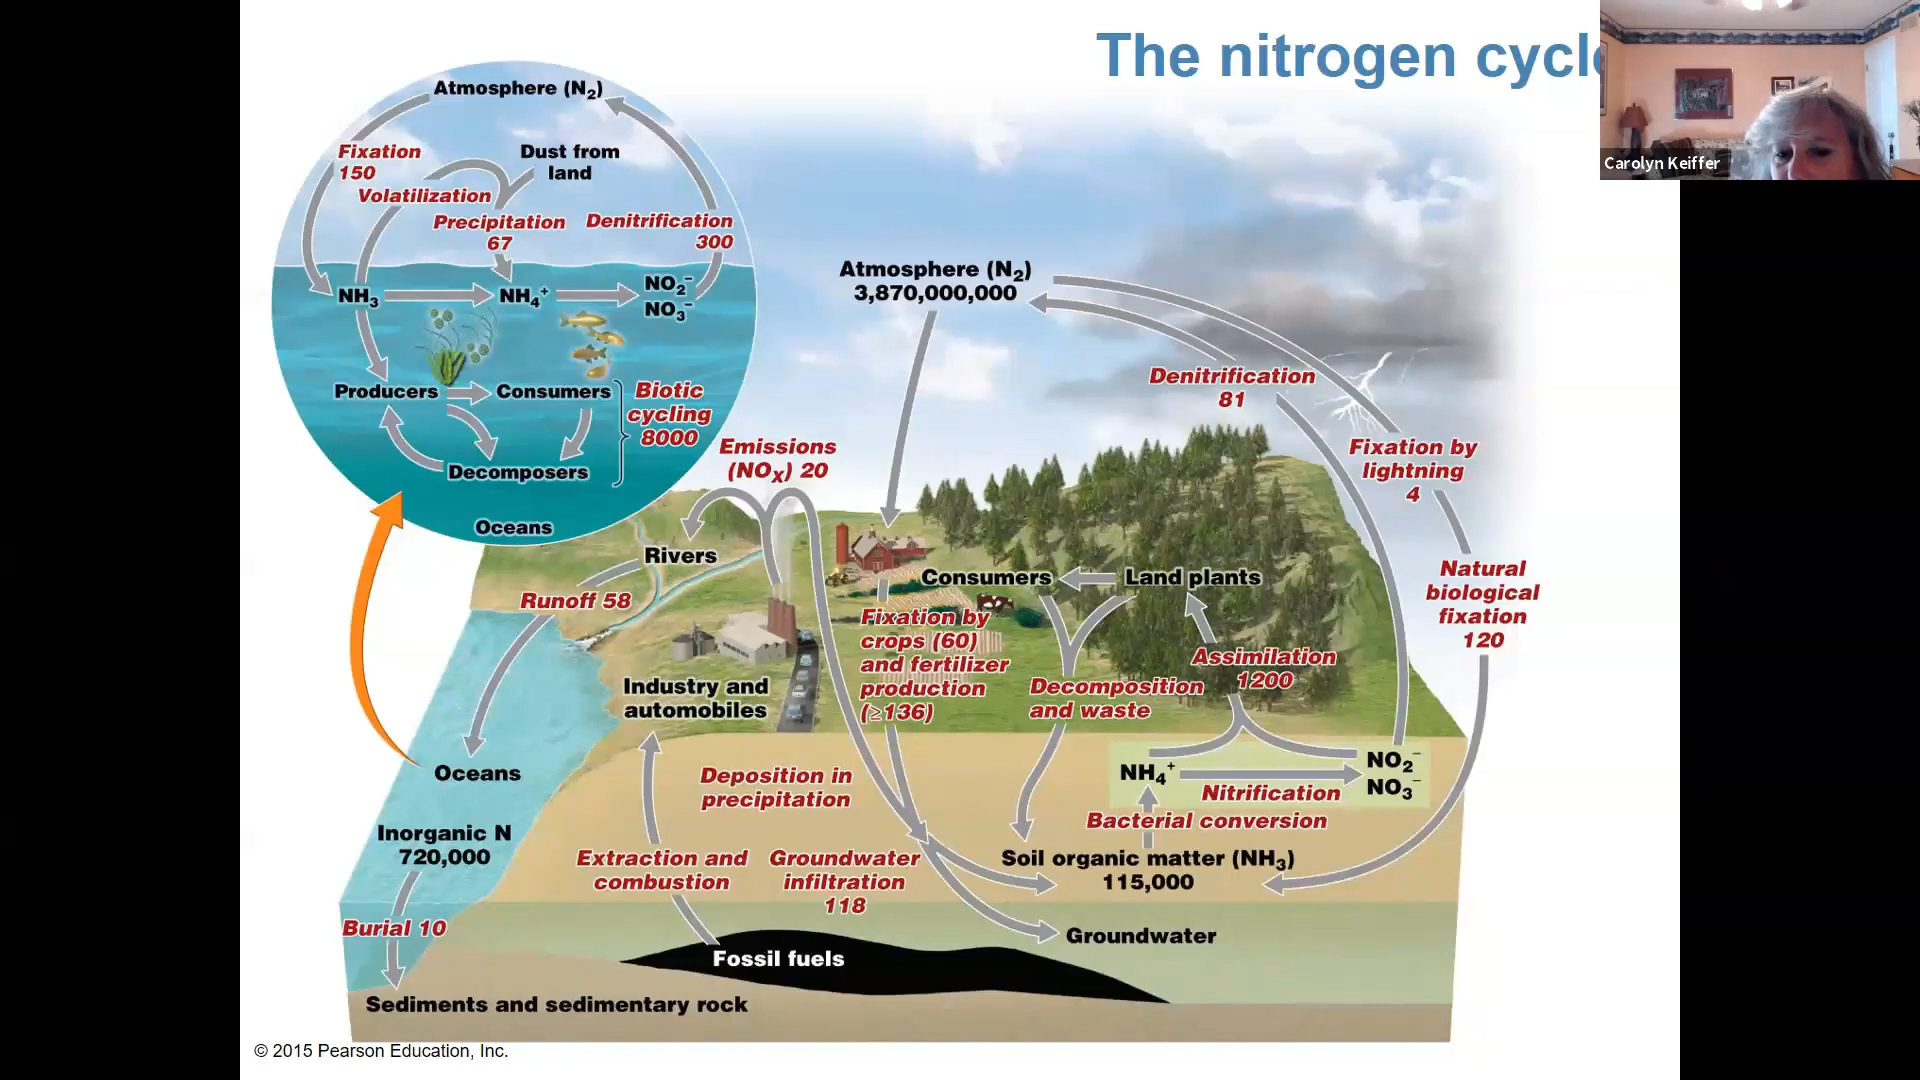 The nitrogen cycl
Carolyn Keiffer
Atmosphere (N₂)
Fixation
150
Dust from
land
Volatilization
Precipitation
67
Denitrification
300
NH₃
NH₄⁺
NO₂⁻
NO₃⁻
Producers
Consumers
Biotic
cycling
8000
Decomposers
Oceans
Atmosphere (N₂)
3,870,000,000
Denitrification
81
Fixation by
lightning
4
Emissions
(NOₓ) 20
Rivers
Runoff 58
Consumers
Land plants
Natural
biological
fixation
120
Fixation by
crops (60)
and fertilizer
production
(≥136)
Industry and
automobiles
Decomposition
and waste
Assimilation
1200
Oceans
Deposition in
precipitation
NH₄⁺
NO₂⁻
NO₃⁻
Nitrification
Bacterial conversion
Inorganic N
720,000
Extraction and
combustion
Groundwater
infiltration
118
Soil organic matter (NH₃)
115,000
Burial 10
Groundwater
Fossil fuels
Sediments and sedimentary rock
© 2015 Pearson Education, Inc.